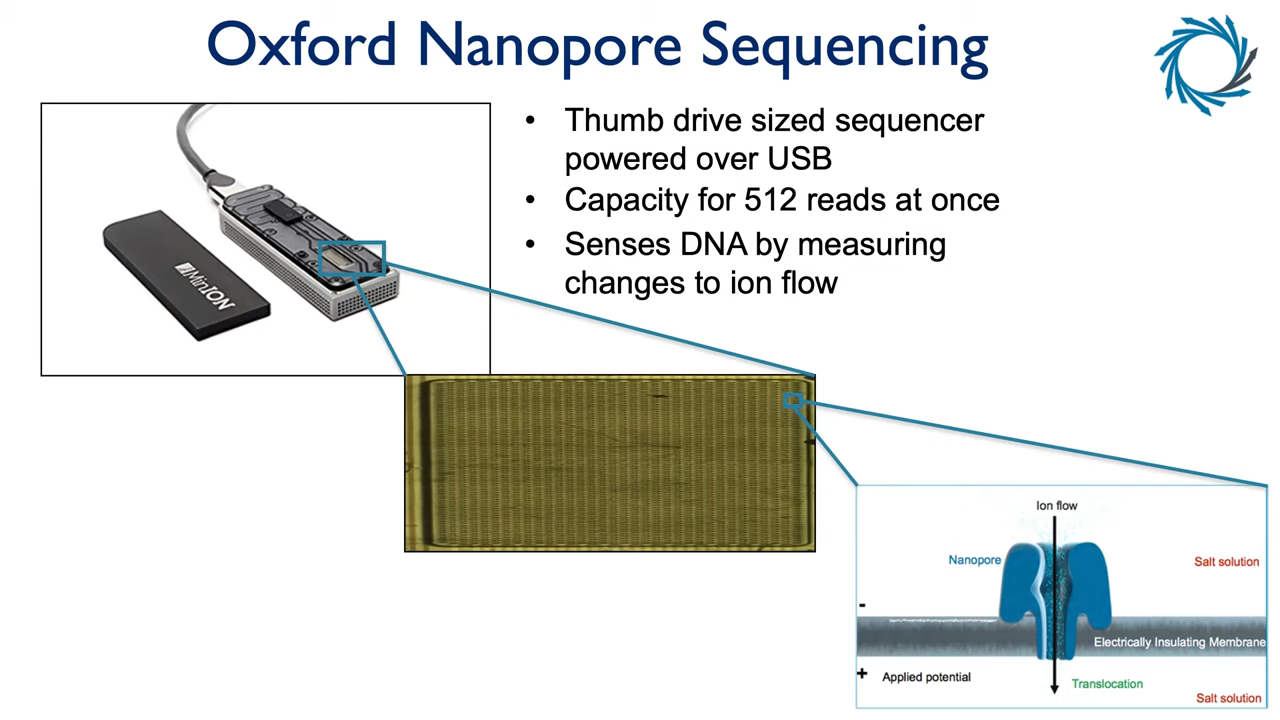 Oxford Nanopore Sequencing
• Thumb drive sized sequencer
powered over USB
• Capacity for 512 reads at once
• Senses DNA by measuring
changes to ion flow
MinION
Ion flow
Nanopore
Salt solution
-
Electrically Insulating Membrane
+ Applied potential
Translocation
Salt solution